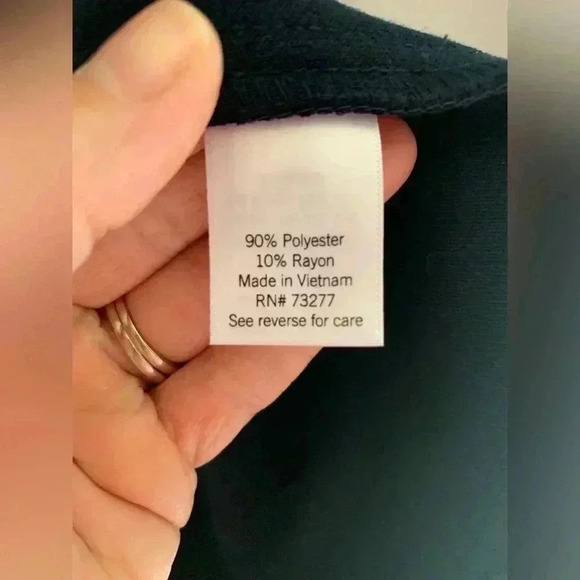 90% Polyester
10% Rayon
Made in Vietnam
RN# 73277
See reverse for care